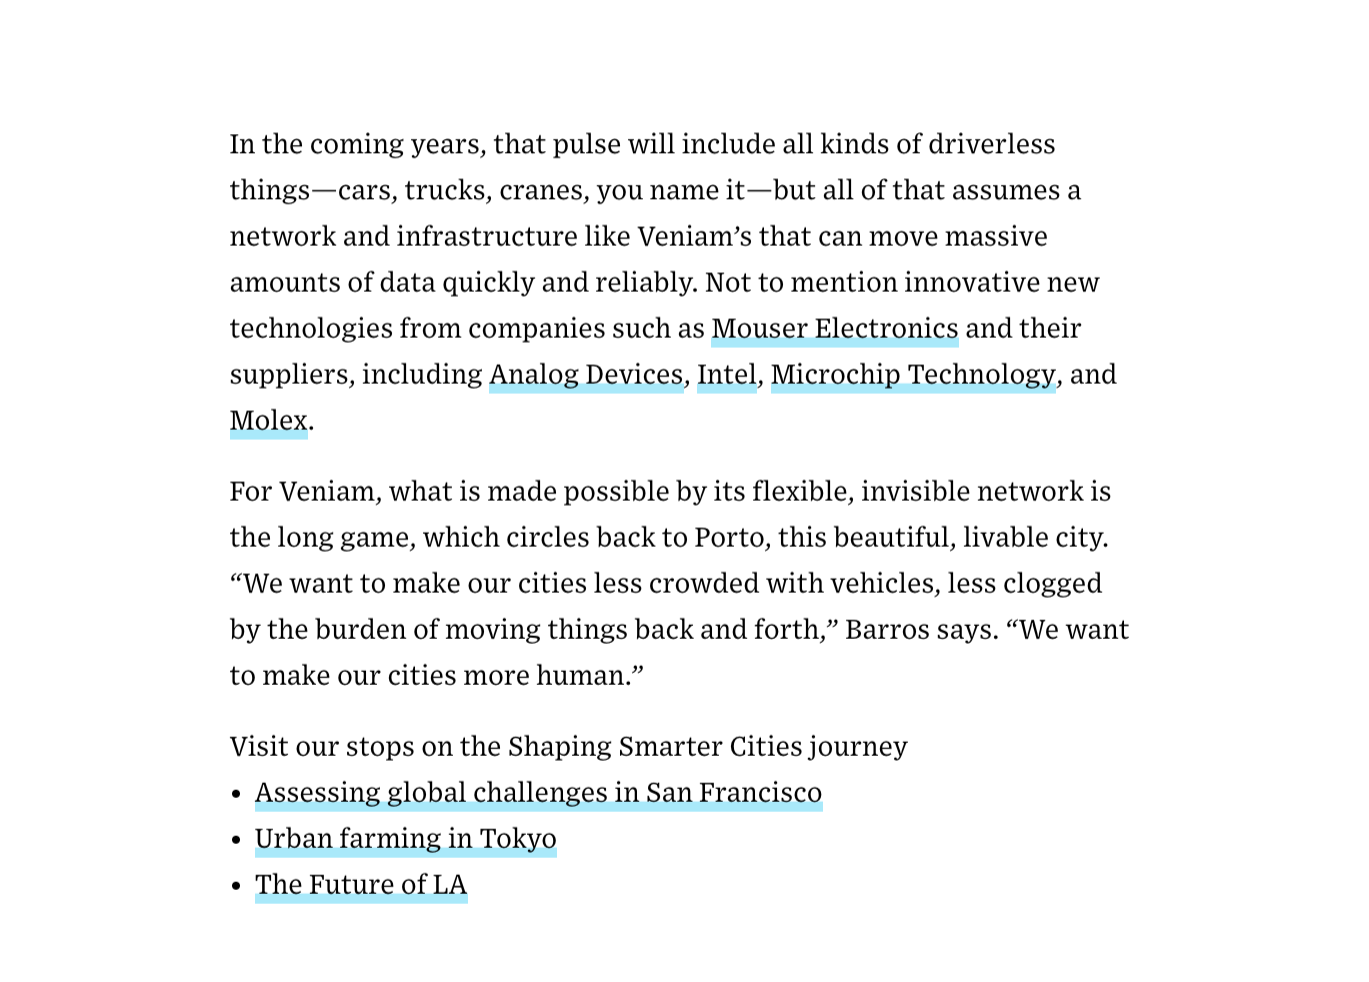 In the coming years, that pulse will include all kinds of driverless
things—cars, trucks, cranes, you name it—but all of that assumes a
network and infrastructure like Veniam’s that can move massive
amounts of data quickly and reliably. Not to mention innovative new
technologies from companies such as Mouser Electronics and their
suppliers, including Analog Devices, Intel, Microchip Technology, and
Molex.
For Veniam, what is made possible by its flexible, invisible network is
the long game, which circles back to Porto, this beautiful, livable city.
“We want to make our cities less crowded with vehicles, less clogged
by the burden of moving things back and forth,” Barros says. “We want
to make our cities more human.”
Visit our stops on the Shaping Smarter Cities journey
• Assessing global challenges in San Francisco
• Urban farming in Tokyo
• The Future of LA